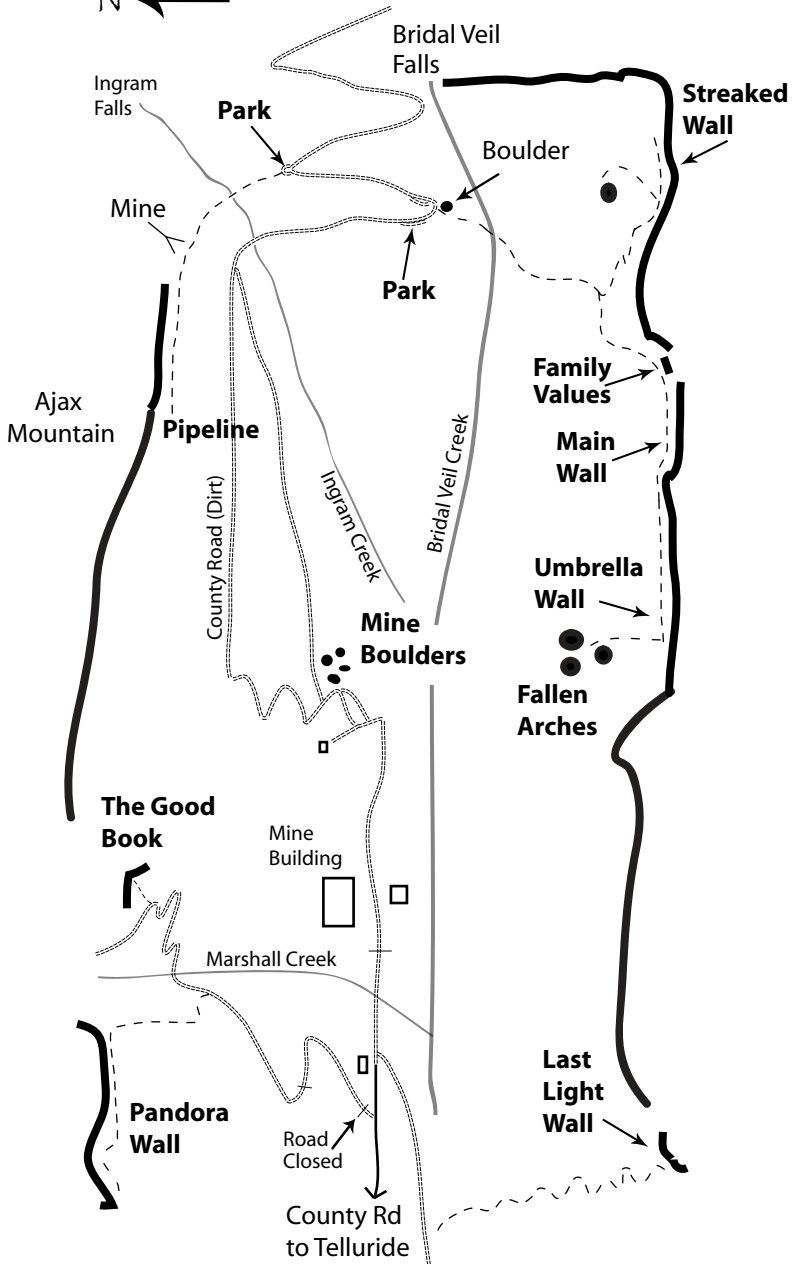 N
Bridal Veil
Falls
Ingram
Falls
Park
Streaked
Wall
Boulder
Mine
Park
Family
Values
Ajax
Mountain
Pipeline
Main
Wall
County Road (Dirt)
Ingram Creek
Bridal Veil Creek
Umbrella
Wall
Mine
Boulders
Fallen
Arches
The Good
Book
Mine
Building
Marshall Creek
Last
Light
Wall
Pandora
Wall
Road
Closed
County Rd
to Telluride